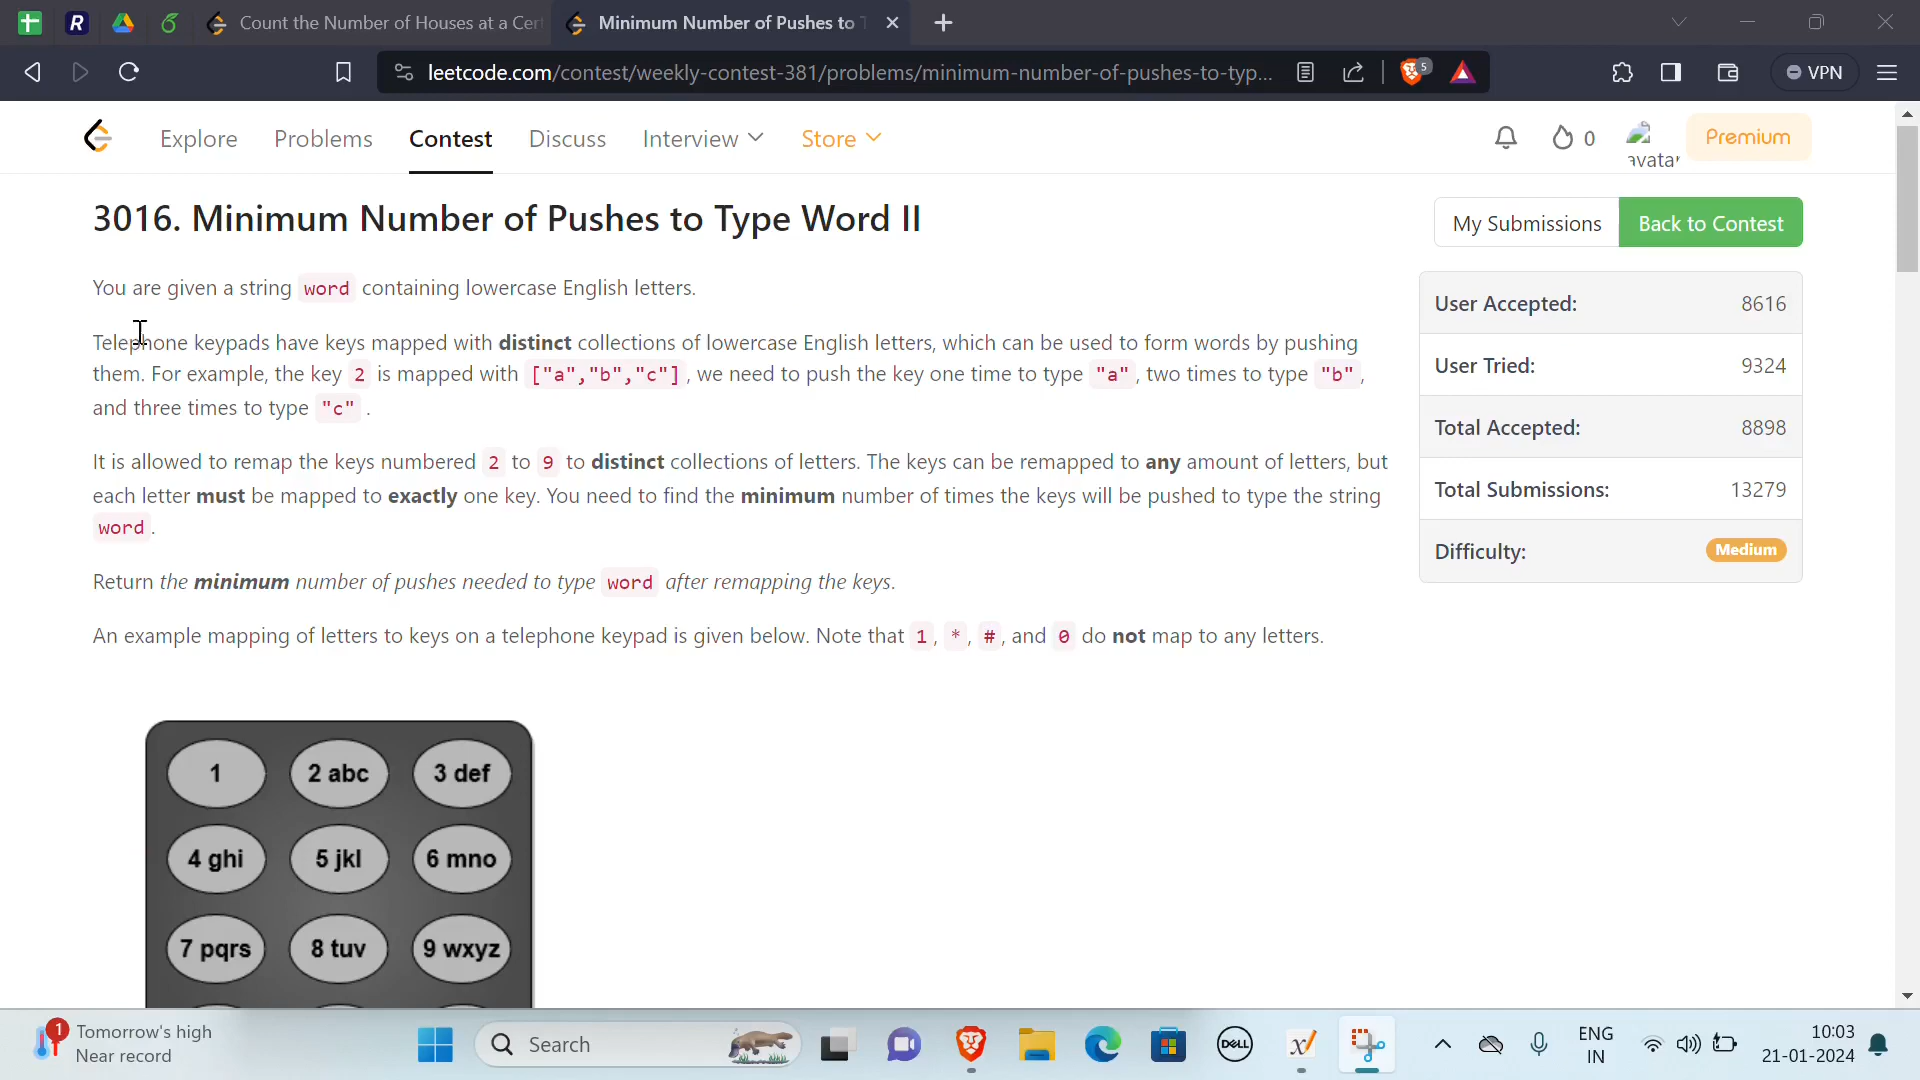 Count the Number of Houses at a Cer
Minimum Number of Pushes to T
leetcode.com/contest/weekly-contest-381/problems/minimum-number-of-pushes-to-typ...
5
VPN
Explore
Problems
Contest
Discuss
Interview
Store
0
avatar
Premium
3016. Minimum Number of Pushes to Type Word II
My Submissions
Back to Contest
You are given a string word containing lowercase English letters.
Telephone keypads have keys mapped with distinct collections of lowercase English letters, which can be used to form words by pushing
them. For example, the key 2 is mapped with ["a","b","c"], we need to push the key one time to type "a", two times to type "b",
and three times to type "c" .
It is allowed to remap the keys numbered 2 to 9 to distinct collections of letters. The keys can be remapped to any amount of letters, but
each letter must be mapped to exactly one key. You need to find the minimum number of times the keys will be pushed to type the string
word.
Return the minimum number of pushes needed to type word after remapping the keys.
An example mapping of letters to keys on a telephone keypad is given below. Note that 1, *, #, and 0 do not map to any letters.
User Accepted: 8616
User Tried: 9324
Total Accepted: 8898
Total Submissions: 13279
Difficulty: Medium
1
2 abc
3 def
4 ghi
5 jkl
6 mno
7 pqrs
8 tuv
9 wxyz
1
Tomorrow's high
Near record
Search
DELL
ENG
IN
10:03
21-01-2024